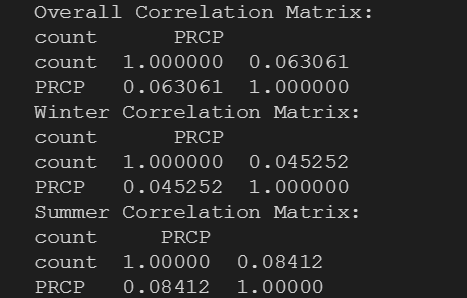 Overall Correlation Matrix:
count PRCP
count 1.000000 0.063061
PRCP 0.063061 1.000000
Winter Correlation Matrix:
count PRCP
count 1.000000 0.045252
PRCP 0.045252 1.000000
Summer Correlation Matrix:
count PRCP
count 1.00000 0.08412
PRCP 0.08412 1.00000